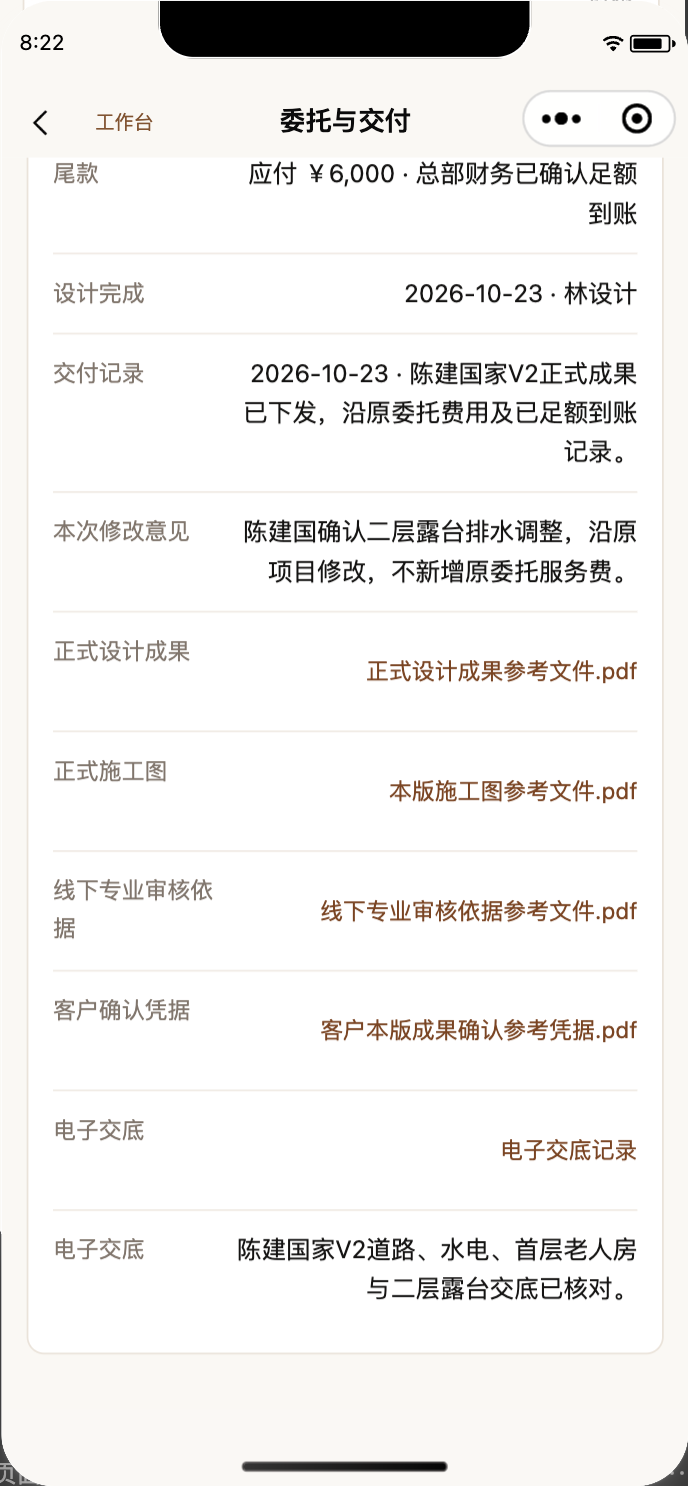 8:22
工作台
委托与交付
尾款
应付 ¥6,000 · 总部财务已确认足额
到账
设计完成
2026-10-23 · 林设计
交付记录
2026-10-23 · 陈建国家V2正式成果
已下发，沿原委托费用及已足额到账
记录。
本次修改意见
陈建国确认二层露台排水调整，沿原
项目修改，不新增原委托服务费。
正式设计成果
正式设计成果参考文件.pdf
正式施工图
本版施工图参考文件.pdf
线下专业审核依
据
线下专业审核依据参考文件.pdf
客户确认凭据
客户本版成果确认参考凭据.pdf
电子交底
电子交底记录
电子交底
陈建国家V2道路、水电、首层老人房
与二层露台交底已核对。